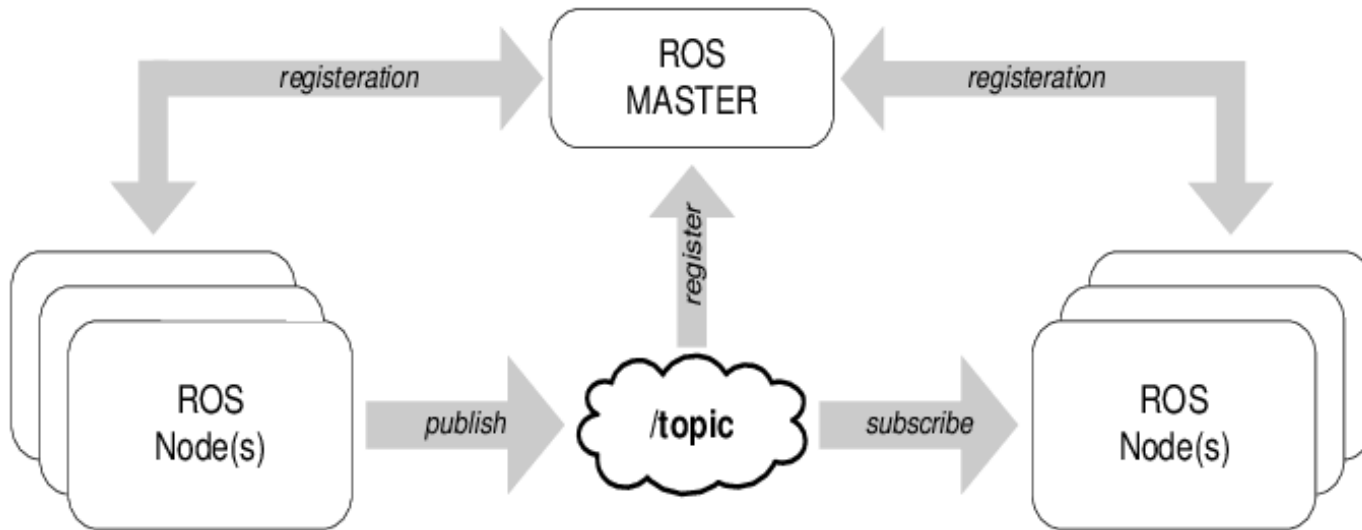 ROS
MASTER
registeration
registeration
register
ROS
Node(s)
publish
/topic
subscribe
ROS
Node(s)